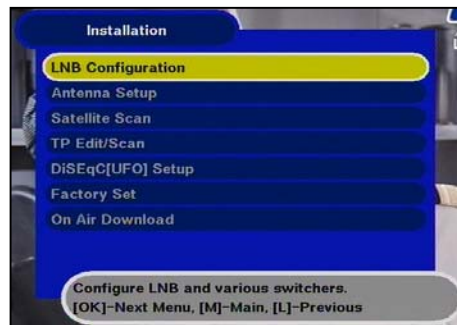 Installation
LNB Configuration
Antenna Setup
Satellite Scan
TP Edit/Scan
DiSEqC[UFO] Setup
Factory Set
On Air Download
Configure LNB and various switchers.
[OK]-Next Menu, [M]-Main, [L]-Previous